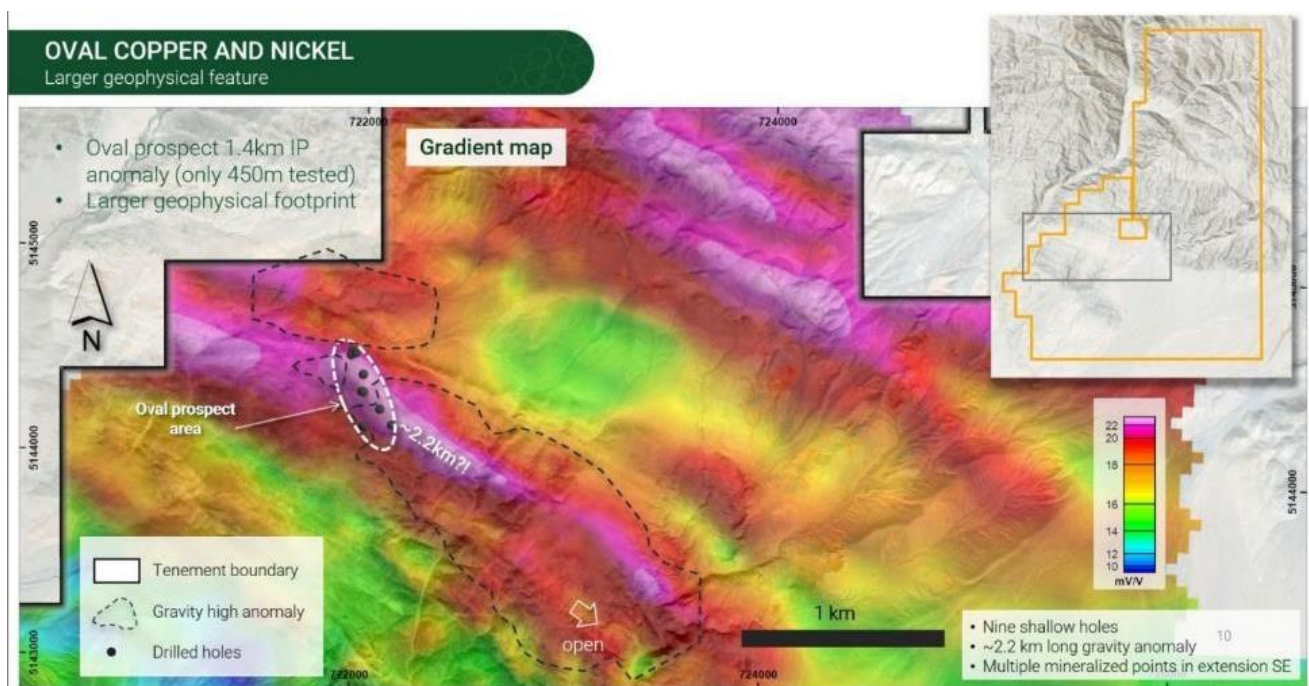 OVAL COPPER AND NICKEL
Larger geophysical feature
722000
724000
• Oval prospect 1.4km IP
anomaly (only 450m tested)
• Larger geophysical footprint
Gradient map
5145000
N
Oval prospect
area
~2.2km?!
5144000
5144000
22
20
18
16
14
12
10
mV/V
Tenement boundary
Gravity high anomaly
Drilled holes
open
1 km
• Nine shallow holes
• ~2.2 km long gravity anomaly
• Multiple mineralized points in extension SE
10
5143000
722000
724000